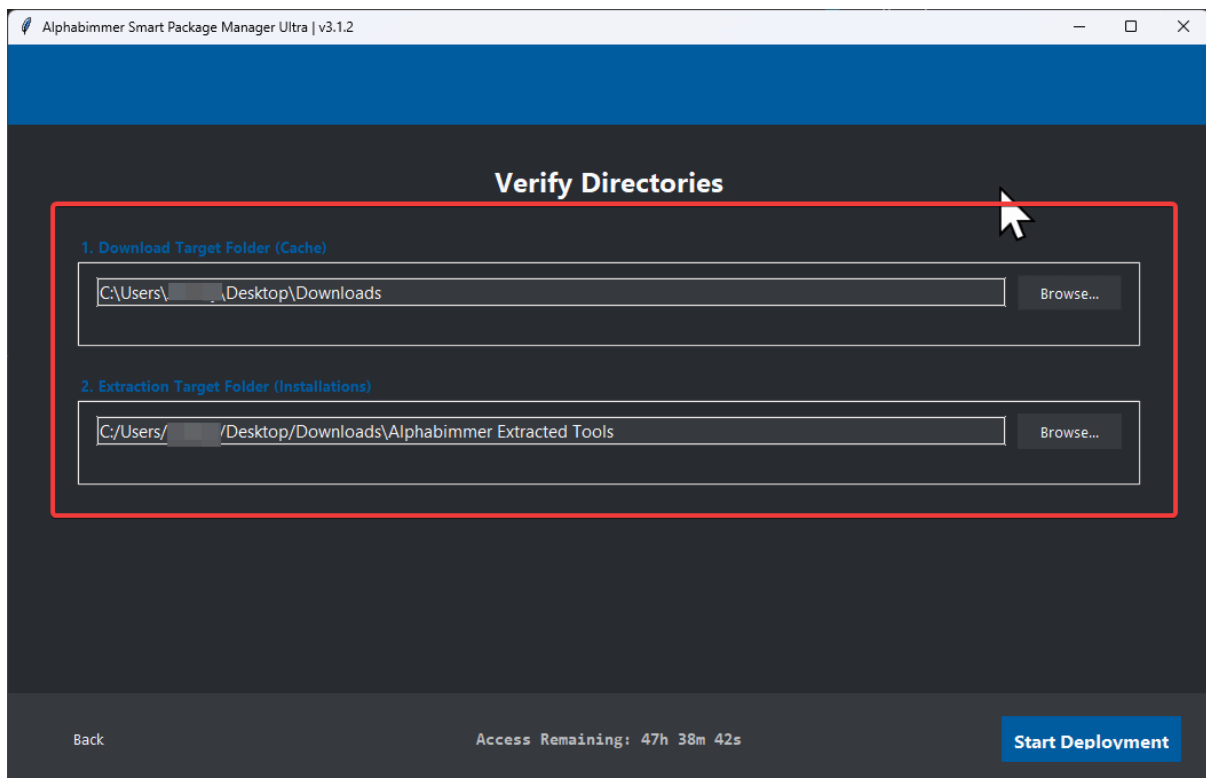 Alphabimmer Smart Package Manager Ultra | v3.1.2
Verify Directories
1. Download Target Folder (Cache)
C:\Users\ \Desktop\Downloads
Browse...
2. Extraction Target Folder (Installations)
C:/Users/ /Desktop/Downloads\Alphabimmer Extracted Tools
Browse...
Back
Access Remaining: 47h 38m 42s
Start Deployment